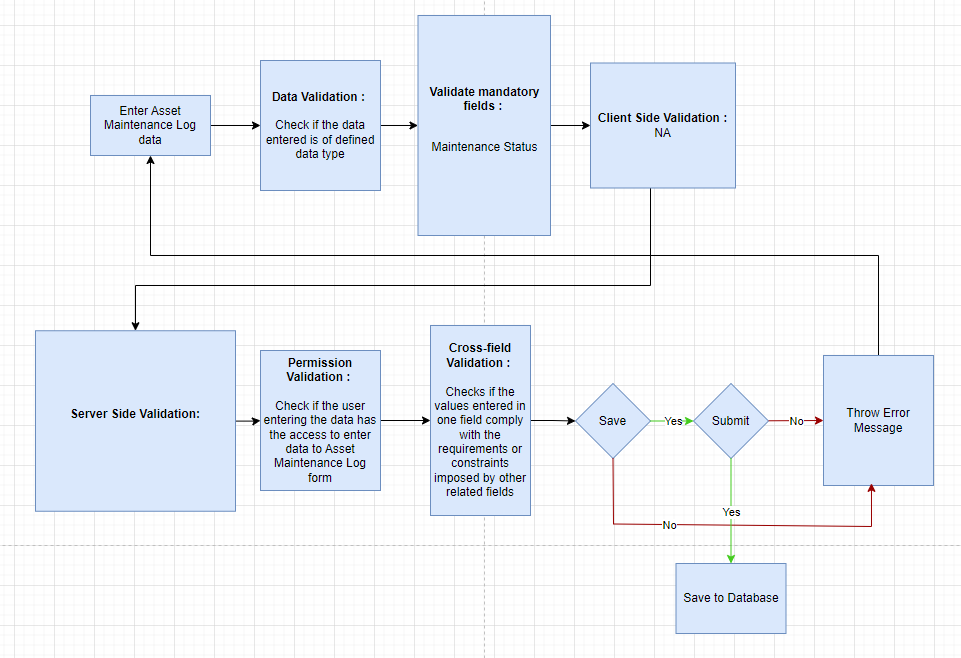 Enter Asset
Maintenance Log
data
Data Validation :
Check if the data
entered is of defined
data type
Validate mandatory
fields :
Maintenance Status
Client Side Validation :
NA
Server Side Validation:
Permission
Validation :
Check if the user
entering the data has
the access to enter
data to Asset
Maintenance Log
form
Cross-field
Validation :
Checks if the
values entered in
one field comply
with the
requirements or
constraints
imposed by other
related fields
Save
Yes
Submit
No
Throw Error
Message
Yes
No
Save to Database